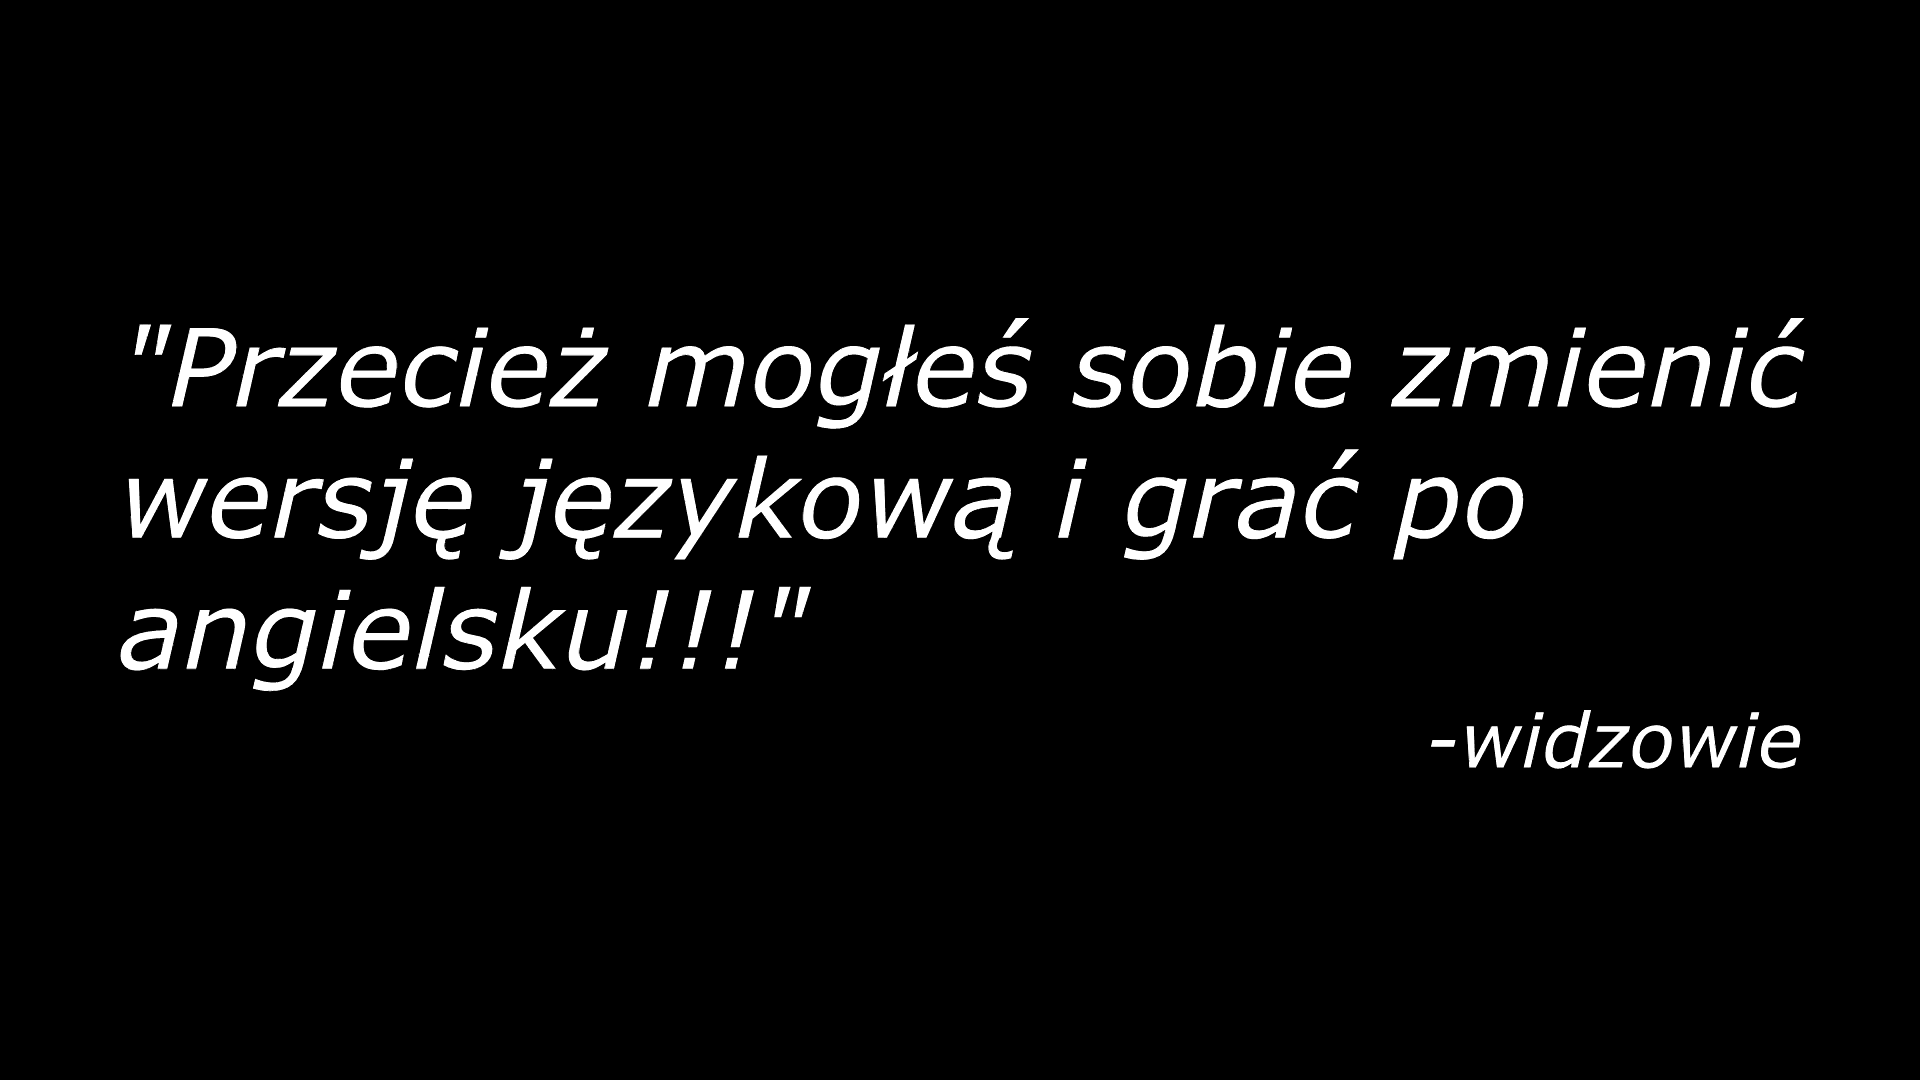 "Przecież mogłeś sobie zmienić
wersję językową i grać po
angielsku!!!"
-widzowie